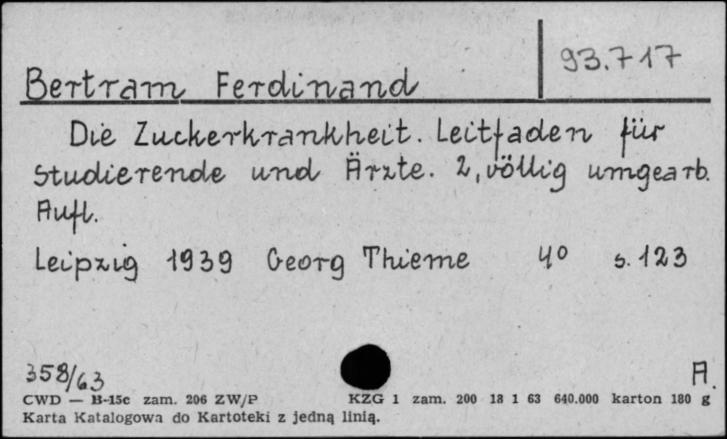 93.717
Bertram Ferdinand
Die Zuckerkrankheit. Leitfaden für
Studierende und Ärzte. 2, völlig umgearb.
Aufl.
Leipzig 1939 Georg Thieme 4° s. 123
358/63 A.
CWD — B-15c zam. 206 ZW/P KZG 1 zam. 200 18 1 63 640.000 karton 180 g
Karta Katalogowa do Kartoteki z jedną linią.